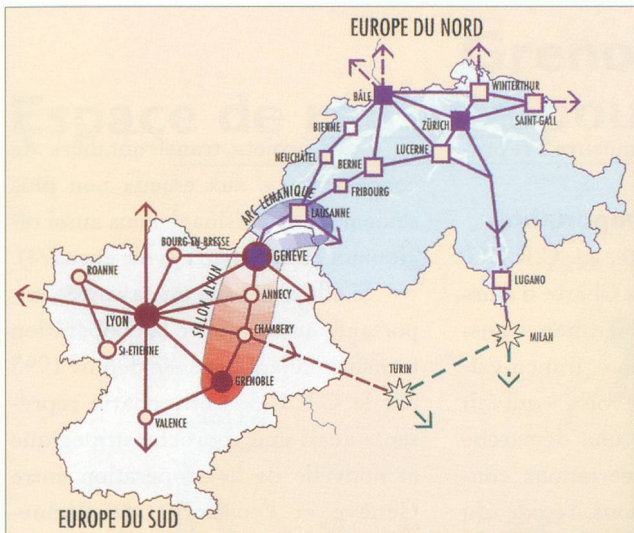 EUROPE DU NORD
WINTERTHUR
BÂLE
SAINT-GALL
ZÜRICH
BIENNE
LUCERNE
NEUCHÂTEL
BERNE
FRIBOURG
ARC LEMANIQUE
LAUSANNE
BOURG-EN-BRESSE
GENÈVE
ROANNE
SILLON ALPIN
ANNECY
LUGANO
LYON
CHAMBERY
MILAN
St-ETIENNE
TURIN
GRENOBLE
VALENCE
EUROPE DU SUD